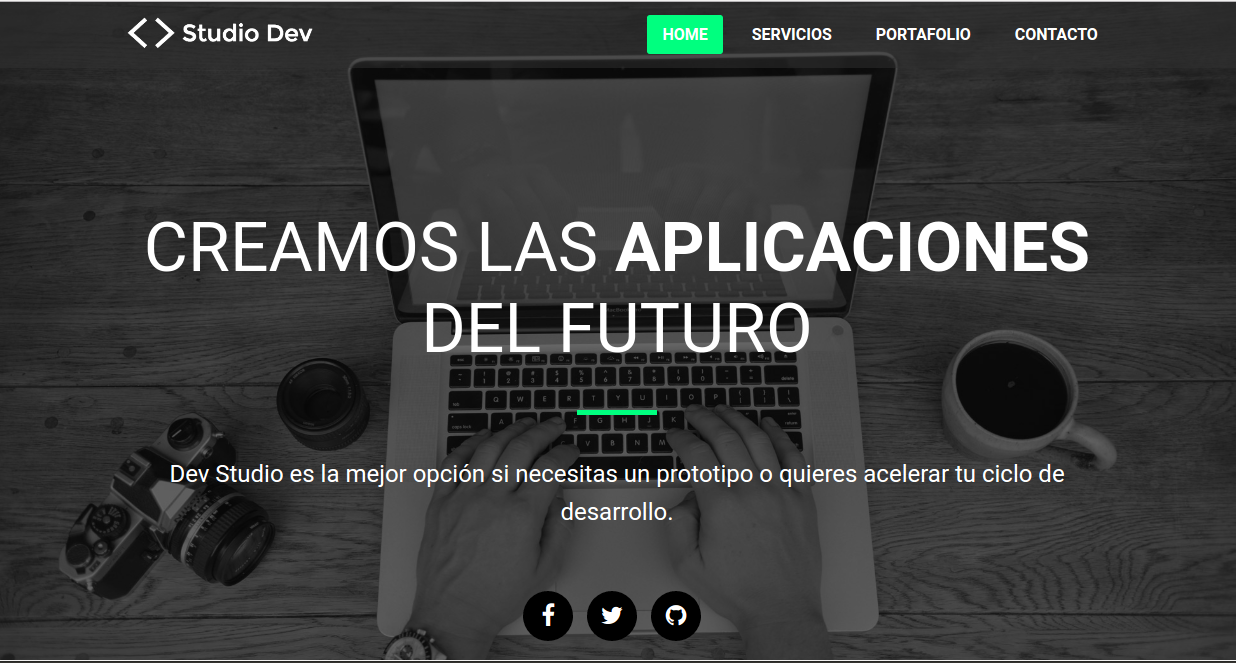 Studio Dev
HOME SERVICIOS PORTAFOLIO CONTACTO
CREAMOS LAS APLICACIONES
DEL FUTURO
Dev Studio es la mejor opción si necesitas un prototipo o quieres acelerar tu ciclo de
desarrollo.